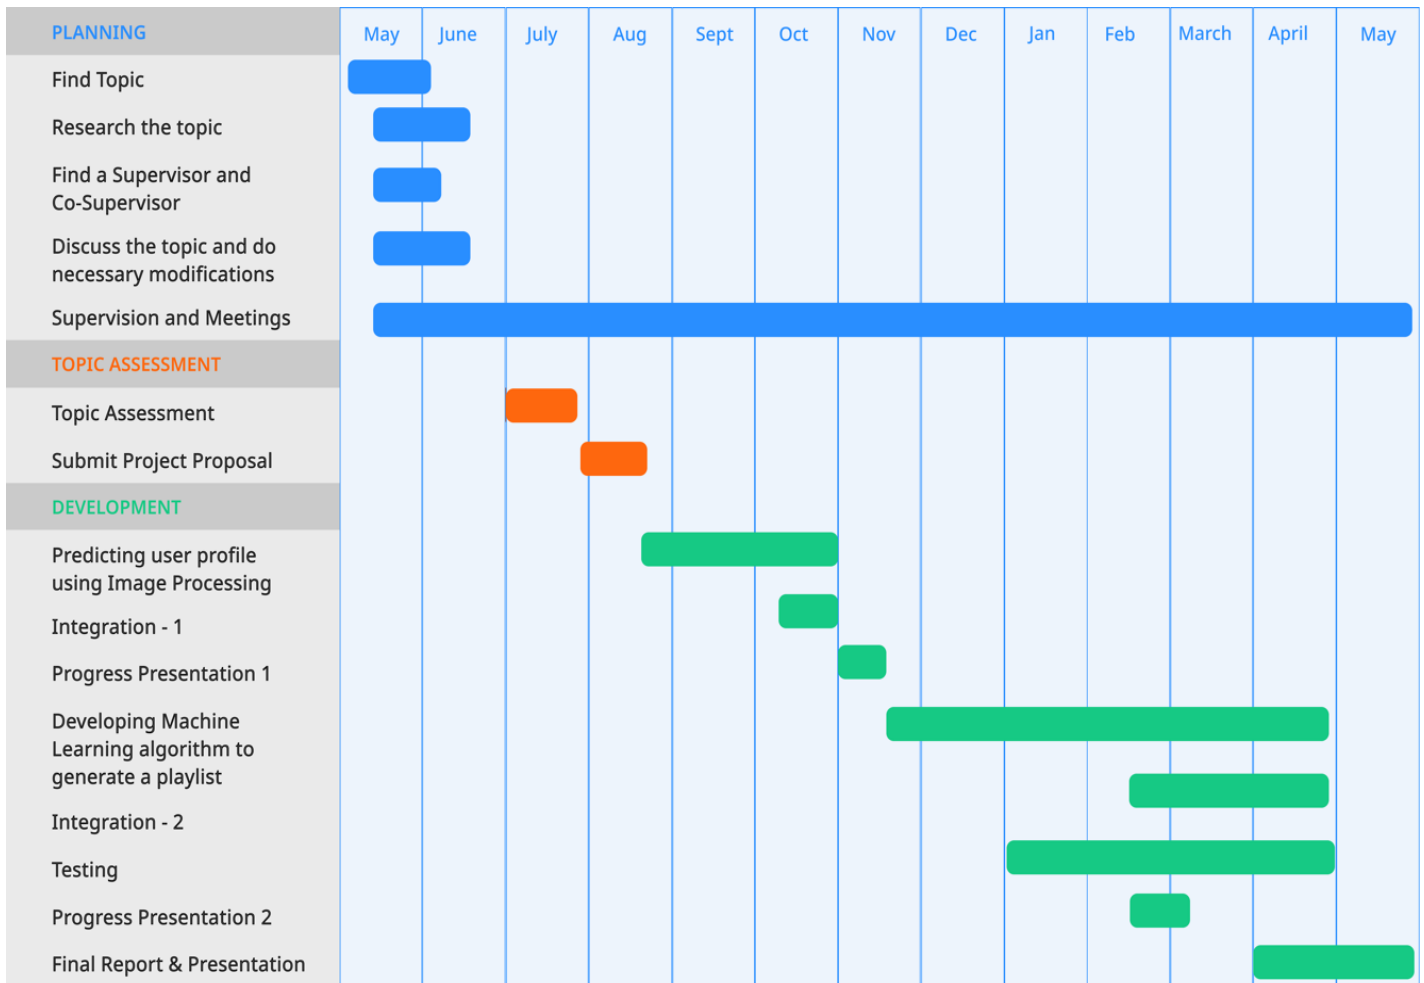 PLANNING
May June July Aug Sept Oct Nov Dec Jan Feb March April May
Find Topic
Research the topic
Find a Supervisor and
Co-Supervisor
Discuss the topic and do
necessary modifications
Supervision and Meetings
TOPIC ASSESSMENT
Topic Assessment
Submit Project Proposal
DEVELOPMENT
Predicting user profile
using Image Processing
Integration - 1
Progress Presentation 1
Developing Machine
Learning algorithm to
generate a playlist
Integration - 2
Testing
Progress Presentation 2
Final Report & Presentation